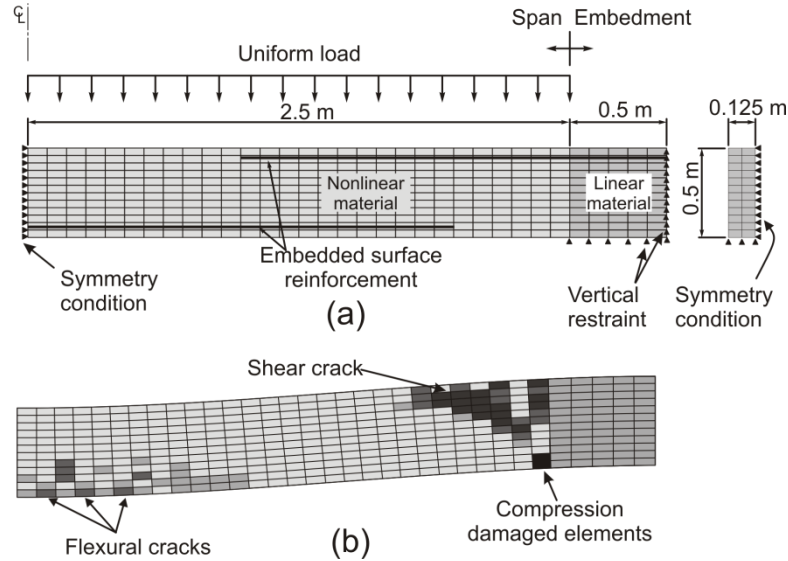 ℄
Span Embedment
Uniform load
2.5 m
0.5 m
0.125 m
Nonlinear
material
Linear
material
0.5 m
Embedded surface
reinforcement
Symmetry
condition
Vertical
restraint
Symmetry
condition
(a)
Shear crack
Flexural cracks
Compression
damaged elements
(b)